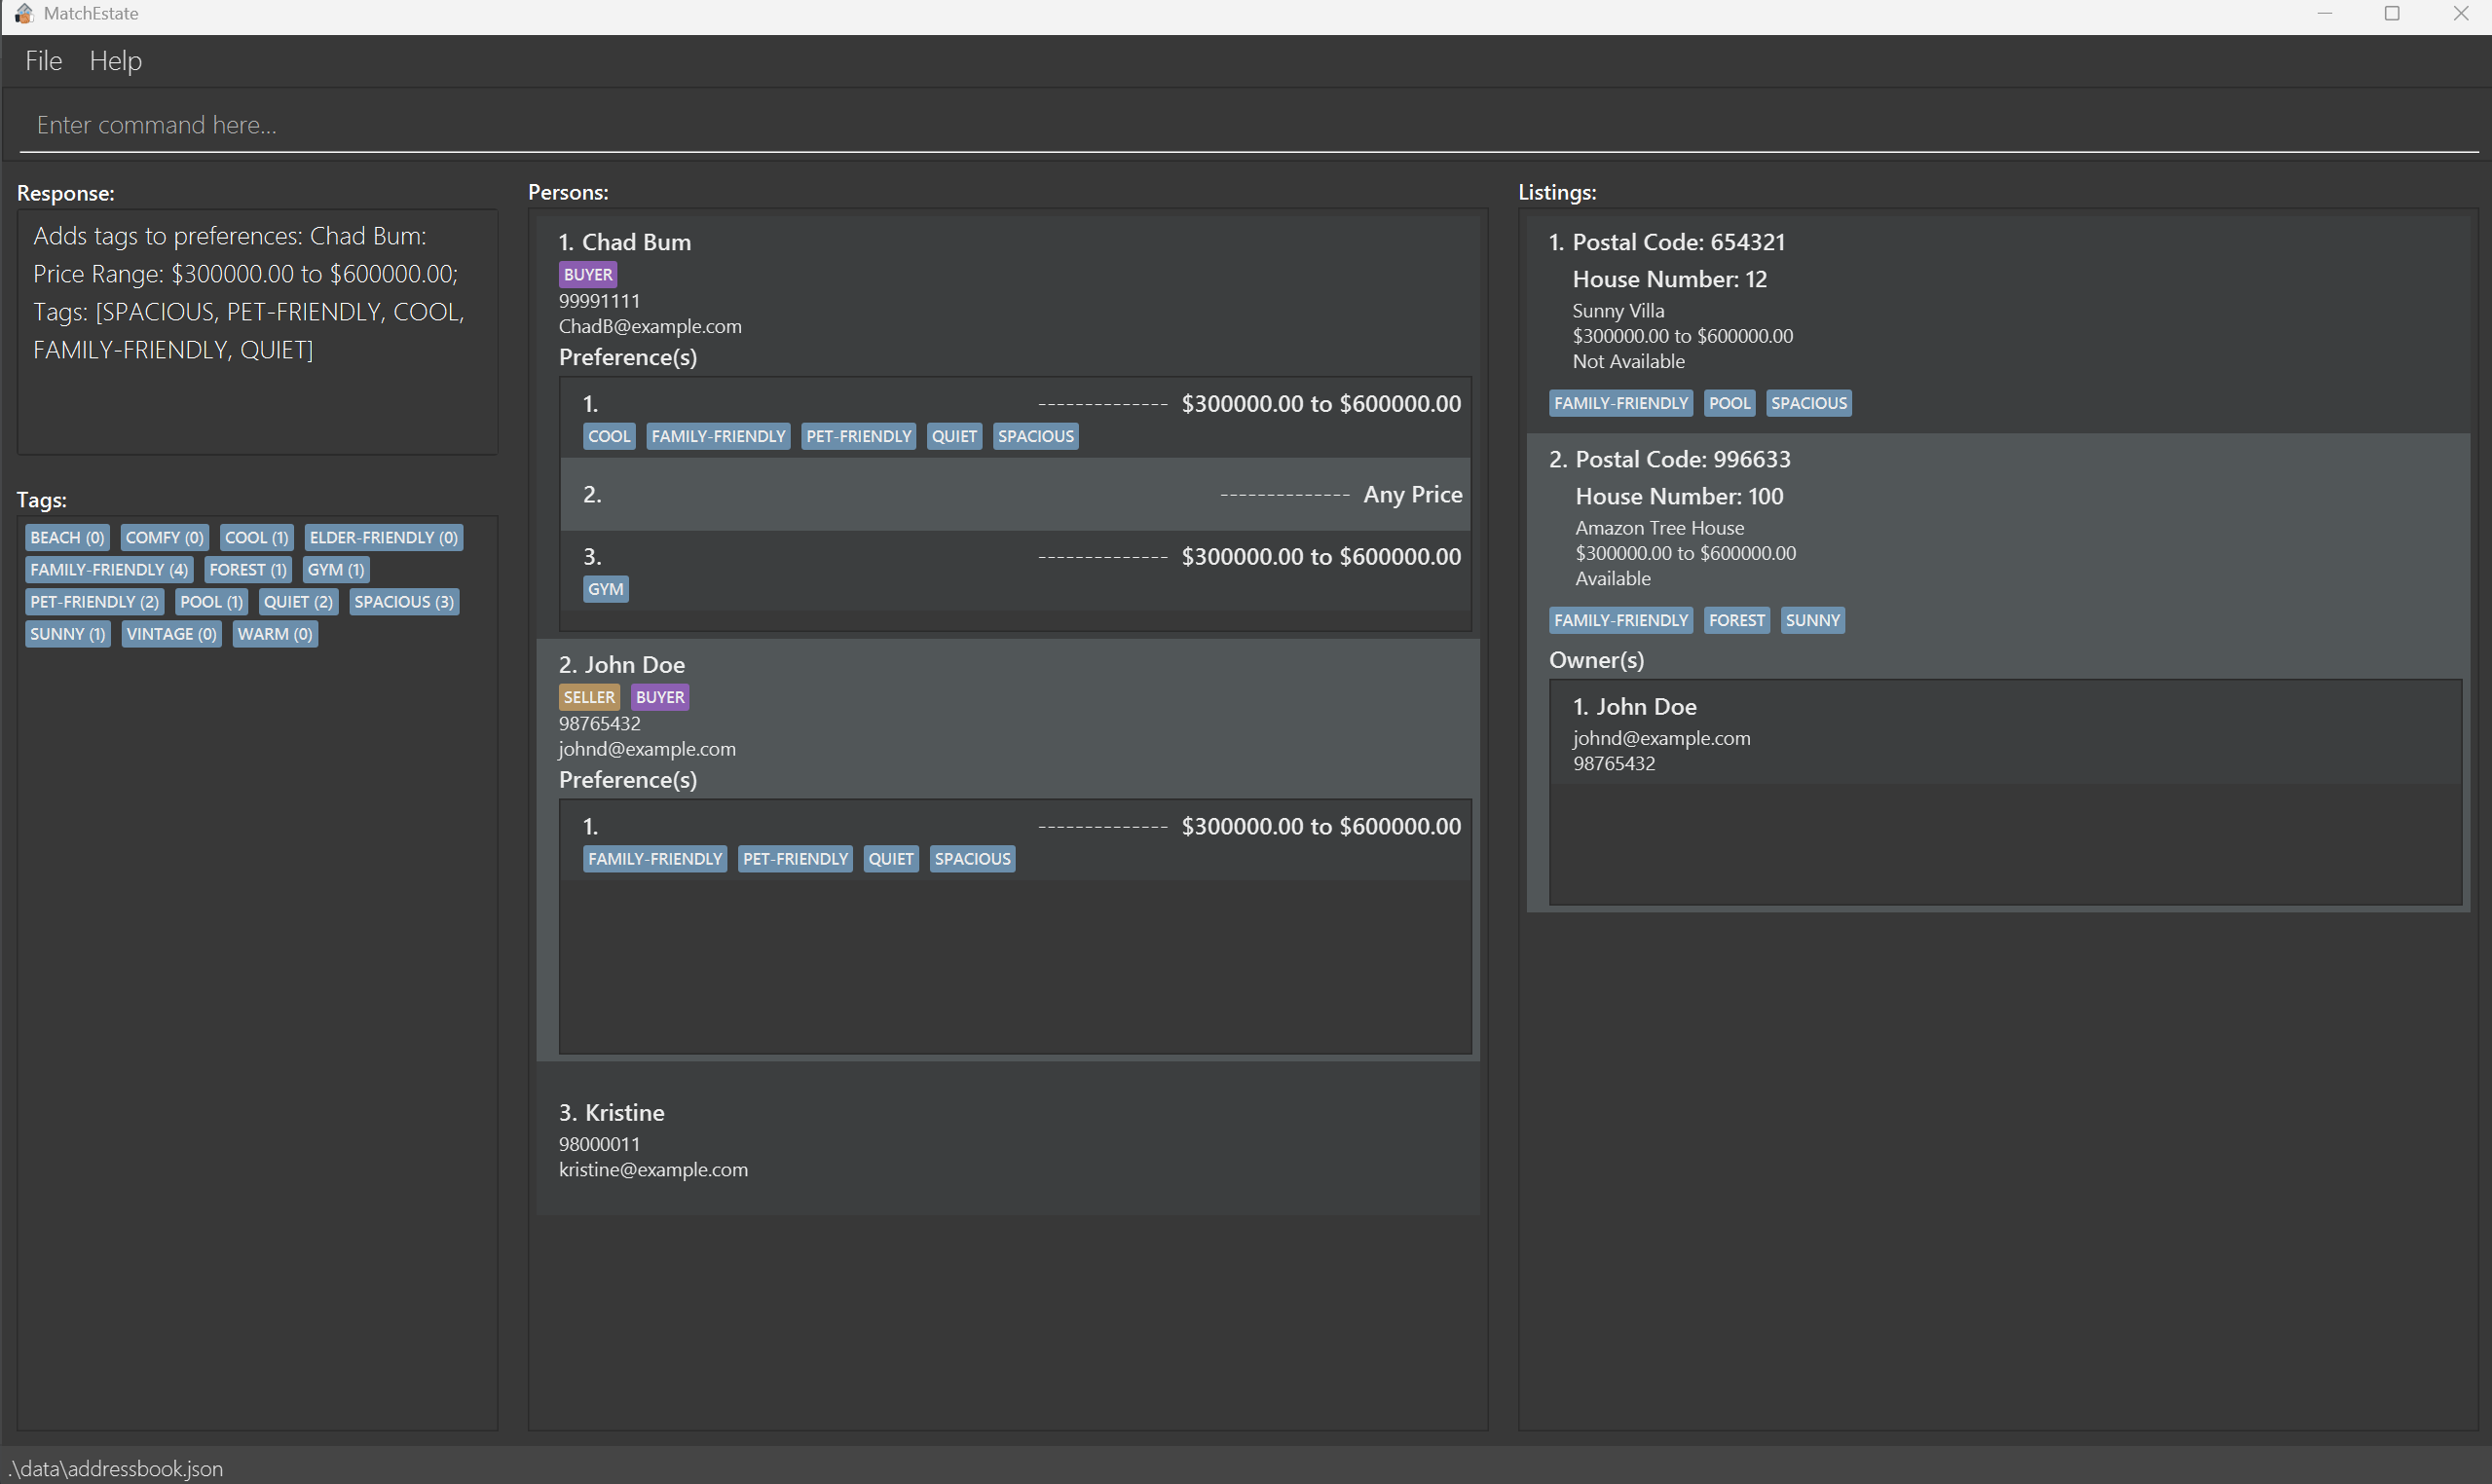 MatchEstate
File Help
Enter command here...
Response:
Adds tags to preferences: Chad Bum:
Price Range: $300000.00 to $600000.00;
Tags: [SPACIOUS, PET-FRIENDLY, COOL,
FAMILY-FRIENDLY, QUIET]
Tags:
BEACH (0) COMFY (0) COOL (1) ELDER-FRIENDLY (0)
FAMILY-FRIENDLY (4) FOREST (1) GYM (1)
PET-FRIENDLY (2) POOL (1) QUIET (2) SPACIOUS (3)
SUNNY (1) VINTAGE (0) WARM (0)
Persons:
1. Chad Bum
BUYER
99991111
ChadB@example.com
Preference(s)
1. -------------- $300000.00 to $600000.00
COOL FAMILY-FRIENDLY PET-FRIENDLY QUIET SPACIOUS
2. -------------- Any Price
3. -------------- $300000.00 to $600000.00
GYM
2. John Doe
SELLER BUYER
98765432
johnd@example.com
Preference(s)
1. -------------- $300000.00 to $600000.00
FAMILY-FRIENDLY PET-FRIENDLY QUIET SPACIOUS
3. Kristine
98000011
kristine@example.com
Listings:
1. Postal Code: 654321
House Number: 12
Sunny Villa
$300000.00 to $600000.00
Not Available
FAMILY-FRIENDLY POOL SPACIOUS
2. Postal Code: 996633
House Number: 100
Amazon Tree House
$300000.00 to $600000.00
Available
FAMILY-FRIENDLY FOREST SUNNY
Owner(s)
1. John Doe
johnd@example.com
98765432
.\data\addressbook.json